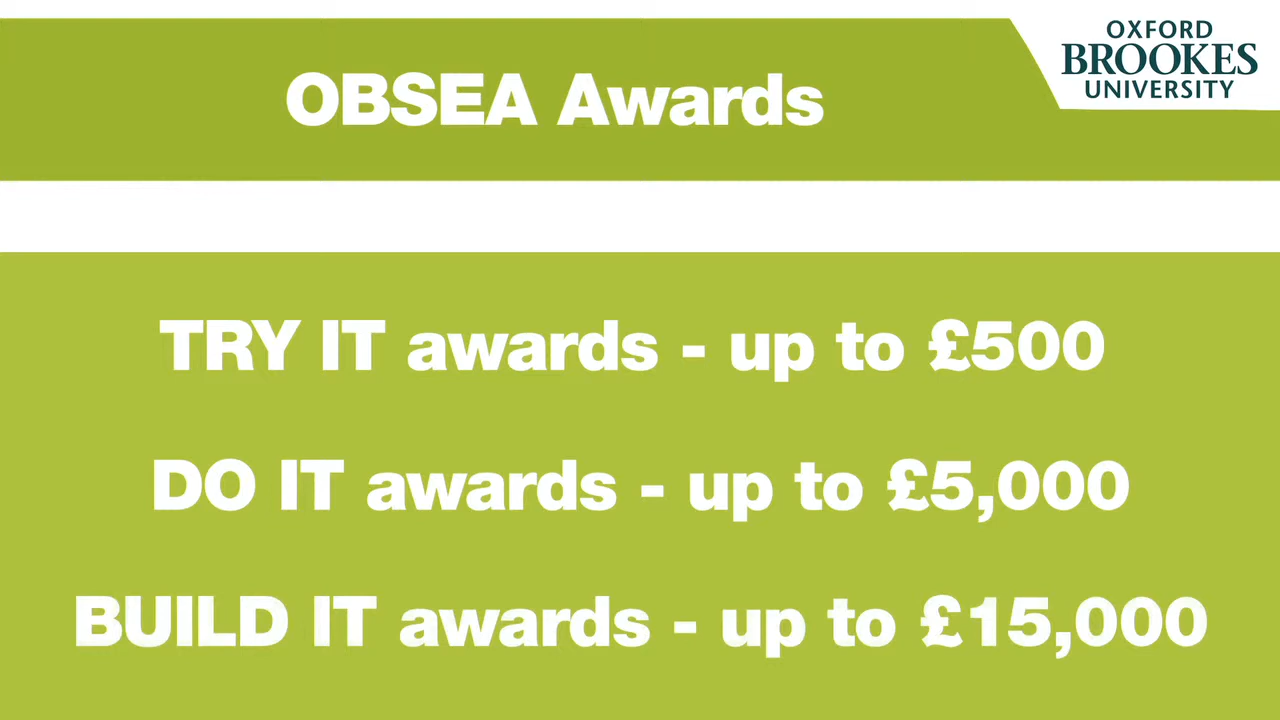 OBSEA Awards
OXFORD
BROOKES
UNIVERSITY
TRY IT awards - up to £500
DO IT awards - up to £5,000
BUILD IT awards - up to £15,000